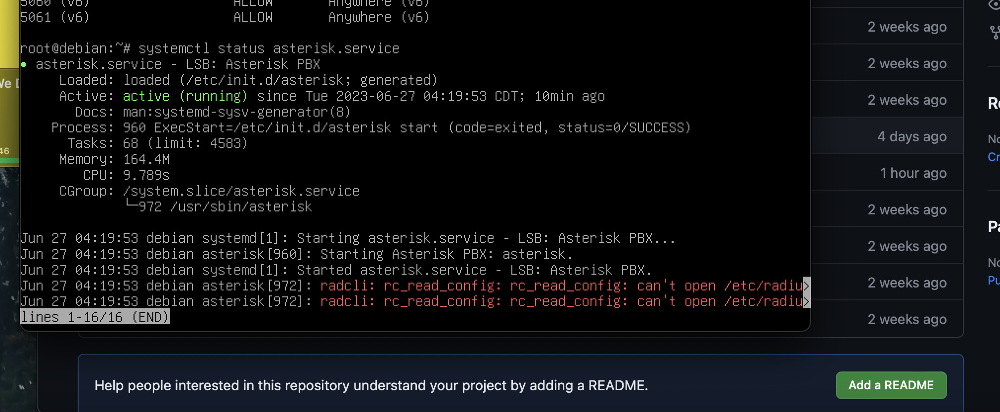 5060 (v6) ALLOW Anywhere (v6)
5061 (v6) ALLOW Anywhere (v6)
root@debian:~# systemctl status asterisk.service
● asterisk.service - LSB: Asterisk PBX
Loaded: loaded (/etc/init.d/asterisk; generated)
Active: active (running) since Tue 2023-06-27 04:19:53 CDT; 10min ago
Docs: man:systemd-sysv-generator(8)
Process: 960 ExecStart=/etc/init.d/asterisk start (code=exited, status=0/SUCCESS)
Tasks: 68 (limit: 4583)
Memory: 164.4M
CPU: 9.789s
CGroup: /system.slice/asterisk.service
└─972 /usr/sbin/asterisk
Jun 27 04:19:53 debian systemd[1]: Starting asterisk.service - LSB: Asterisk PBX...
Jun 27 04:19:53 debian asterisk[960]: Starting Asterisk PBX: asterisk.
Jun 27 04:19:53 debian systemd[1]: Started asterisk.service - LSB: Asterisk PBX.
Jun 27 04:19:53 debian asterisk[972]: radcli: rc_read_config: rc_read_config: can't open /etc/radiu>
Jun 27 04:19:53 debian asterisk[972]: radcli: rc_read_config: rc_read_config: can't open /etc/radiu>
lines 1-16/16 (END)
We
46
2 weeks ago
2 weeks ago
2 weeks ago
4 days ago
1 hour ago
2 weeks ago
2 weeks ago
2 weeks ago
2 weeks ago
Help people interested in this repository understand your project by adding a README.
Add a README